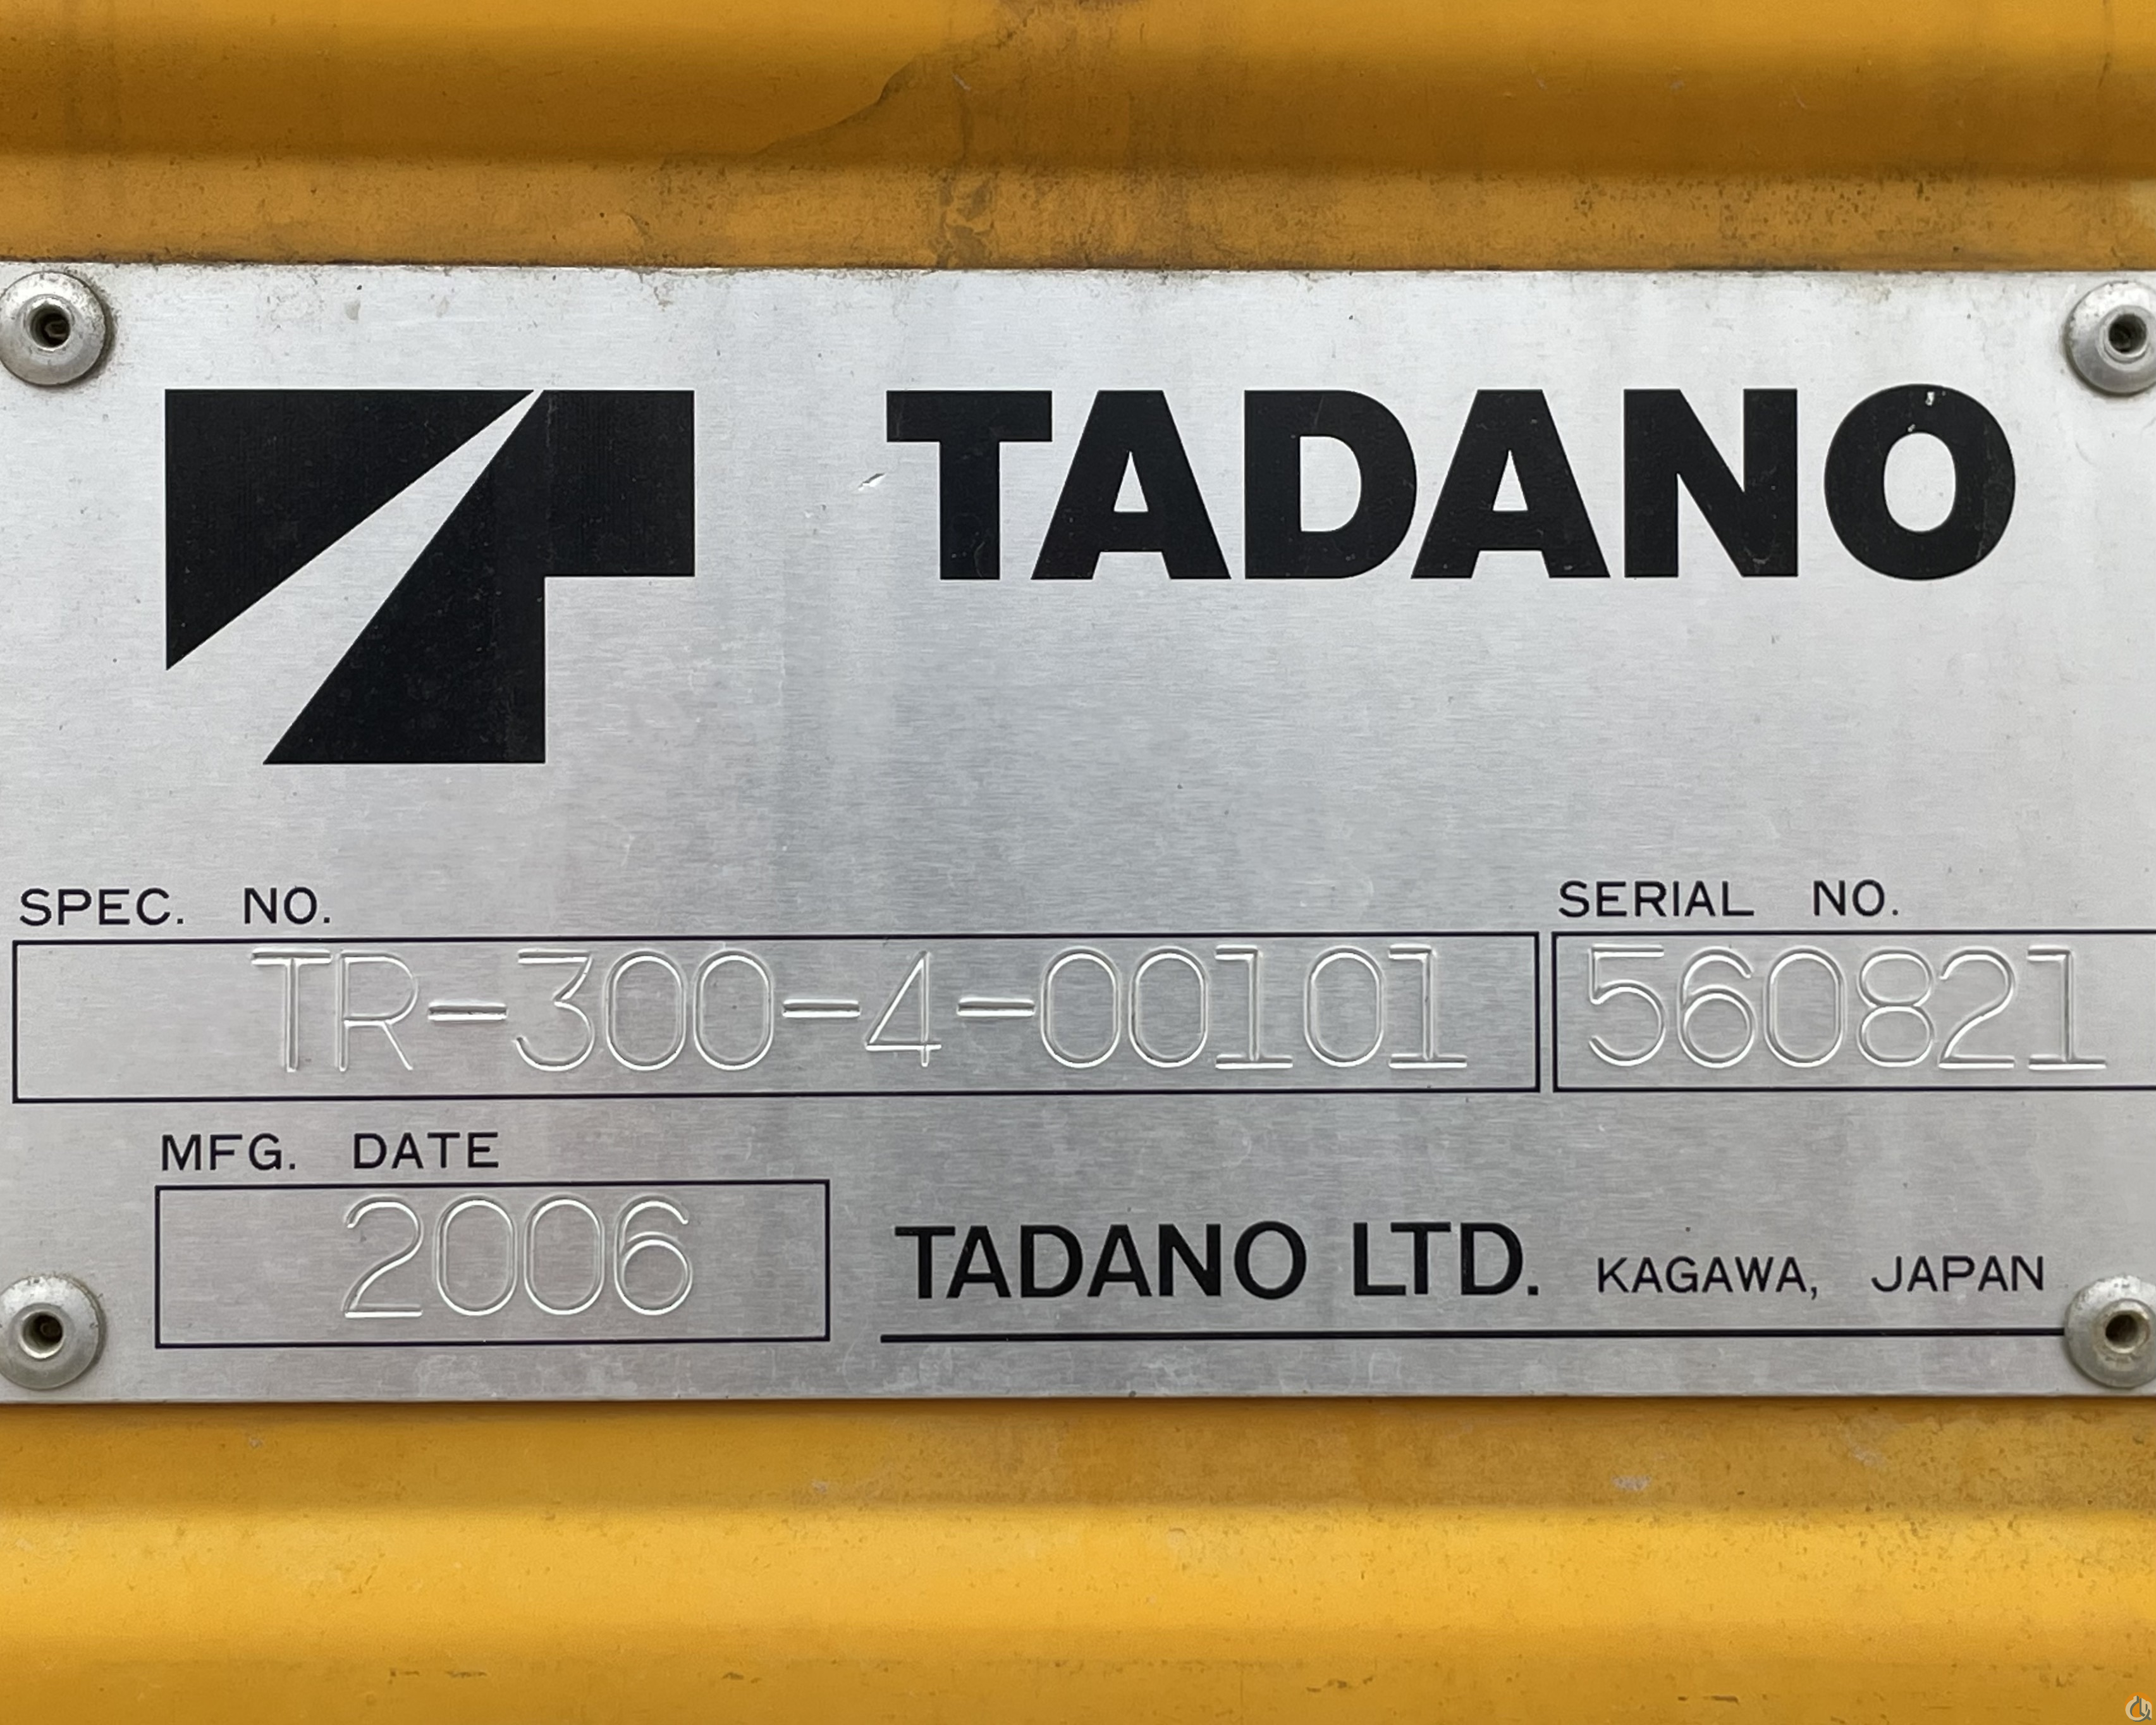 TADANO
SPEC. NO.
SERIAL NO.
TR-300-4-00101
560821
MFG. DATE
2006
TADANO LTD. KAGAWA, JAPAN